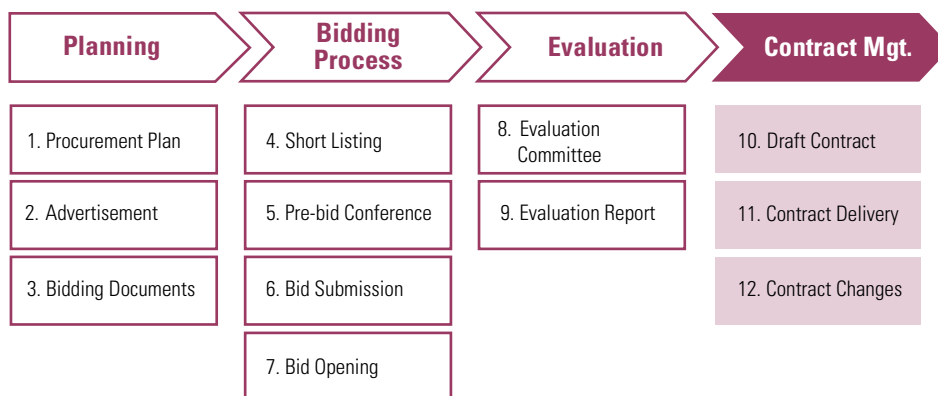 Planning
Bidding
Process
Evaluation
Contract Mgt.
1. Procurement Plan
2. Advertisement
3. Bidding Documents
4. Short Listing
5. Pre-bid Conference
6. Bid Submission
7. Bid Opening
8. Evaluation
Committee
9. Evaluation Report
10. Draft Contract
11. Contract Delivery
12. Contract Changes